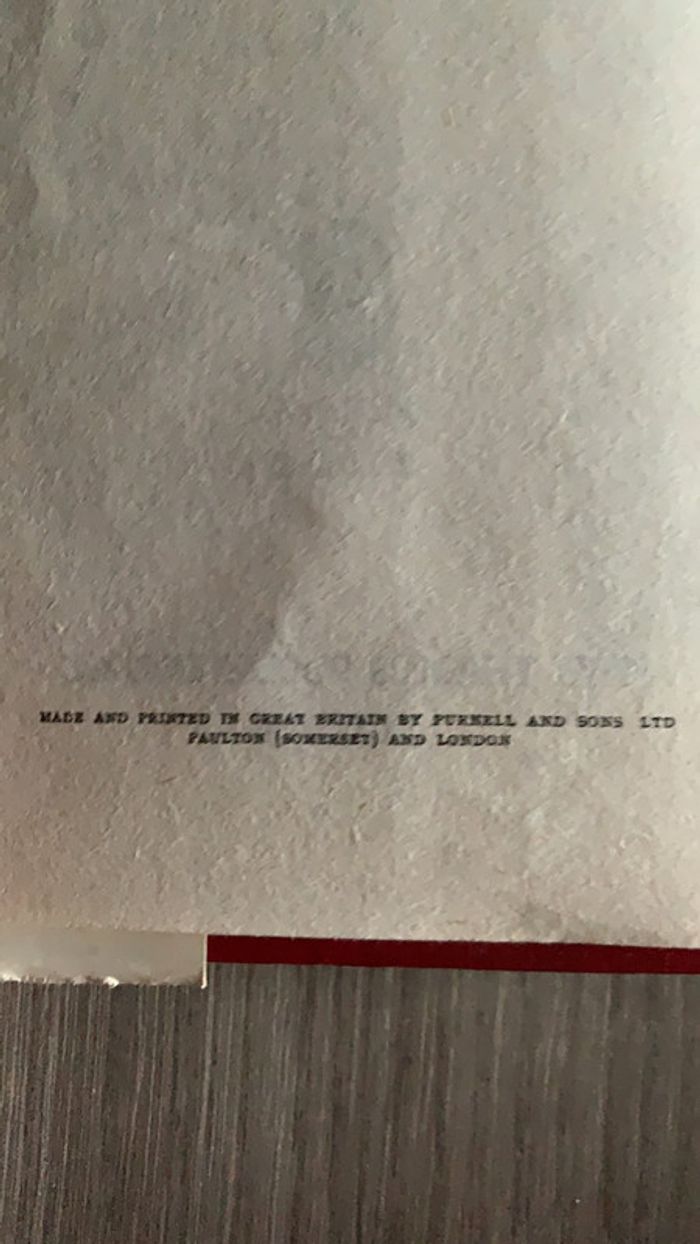 MADE AND PRINTED IN GREAT BRITAIN BY PURNELL AND SONS LTD
PAULTON (SOMERSET) AND LONDON